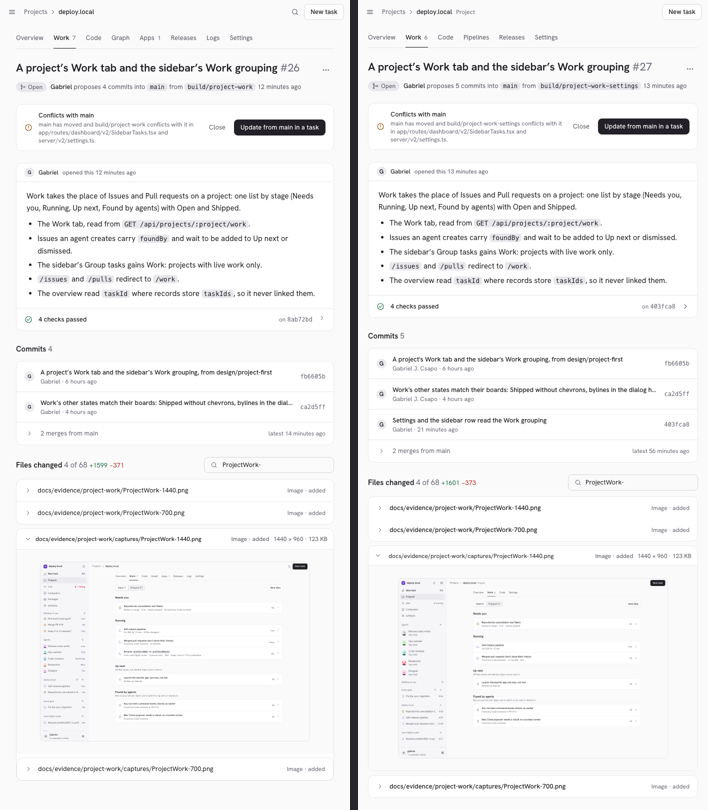 Projects > deploy.local
New task
Overview Work 7 Code Graph Apps 1 Releases Logs Settings
A project's Work tab and the sidebar's Work grouping #26
Open Gabriel proposes 4 commits into main from build/project-work 12 minutes ago
Conflicts with main
main has moved and build/project-work conflicts with it in
app/routes/dashboard/v2/SidebarTasks.tsx and
server/v2/settings.ts.
Close
Update from main in a task
G Gabriel opened this 12 minutes ago
Work takes the place of Issues and Pull requests on a project: one list by stage (Needs
you, Running, Up next, Found by agents) with Open and Shipped.
• The Work tab, read from GET /api/projects/:project/work.
• Issues an agent creates carry foundBy and wait to be added to Up next or
dismissed.
• The sidebar's Group tasks gains Work: projects with live work only.
• /issues and /pulls redirect to /work.
• The overview read taskId where records store taskIds, so it never linked them.
4 checks passed
on 8ab72bd
Commits 4
G A project's Work tab and the sidebar's Work grouping, from design/project-first
Gabriel · 6 hours ago
fb6605b
G Work's other states match their boards: Shipped without chevrons, bylines in the dial...
Gabriel · 4 hours ago
ca2d5ff
2 merges from main
latest 14 minutes ago
Files changed 4 of 68 +1599 −371
ProjectWork-
docs/evidence/project-work/ProjectWork-1440.png
Image · added
docs/evidence/project-work/ProjectWork-700.png
Image · added
docs/evidence/project-work/captures/ProjectWork-1440.png
Image · added 1440 × 960 · 123 KB
Needs you
Running
Up next
Found by agents
docs/evidence/project-work/captures/ProjectWork-700.png
Image · added
Projects > deploy.local Project
New task
Overview Work 6 Code Pipelines Releases Settings
A project's Work tab and the sidebar's Work grouping #27
Open Gabriel proposes 5 commits into main from build/project-work-settings 13 minutes ago
Conflicts with main
main has moved and build/project-work-settings conflicts with
it in app/routes/dashboard/v2/SidebarTasks.tsx and
server/v2/settings.ts.
Close
Update from main in a task
G Gabriel opened this 13 minutes ago
Work takes the place of Issues and Pull requests on a project: one list by stage (Needs you,
Running, Up next, Found by agents) with Open and Shipped.
• The Work tab, read from GET /api/projects/:project/work.
• Issues an agent creates carry foundBy and wait to be added to Up next or dismissed.
• The sidebar's Group tasks gains Work: projects with live work only.
• /issues and /pulls redirect to /work.
• The overview read taskId where records store taskIds, so it never linked them.
4 checks passed
on 403fca8
Commits 5
G A project's Work tab and the sidebar's Work grouping, from design/project-first
Gabriel J. Csapo · 6 hours ago
fb6605b
G Work's other states match their boards: Shipped without chevrons, bylines in the dialog h...
Gabriel J. Csapo · 4 hours ago
ca2d5ff
G Settings and the sidebar row read the Work grouping
Gabriel · 21 minutes ago
403fca8
2 merges from main
latest 56 minutes ago
Files changed 4 of 68 +1601 −373
ProjectWork-
docs/evidence/project-work/ProjectWork-1440.png
Image · added
docs/evidence/project-work/ProjectWork-700.png
Image · added
docs/evidence/project-work/captures/ProjectWork-1440.png
Image · added 1440 × 960 · 123 KB
Needs you
Running
Up next
Found by agents
docs/evidence/project-work/captures/ProjectWork-700.png
Image · added